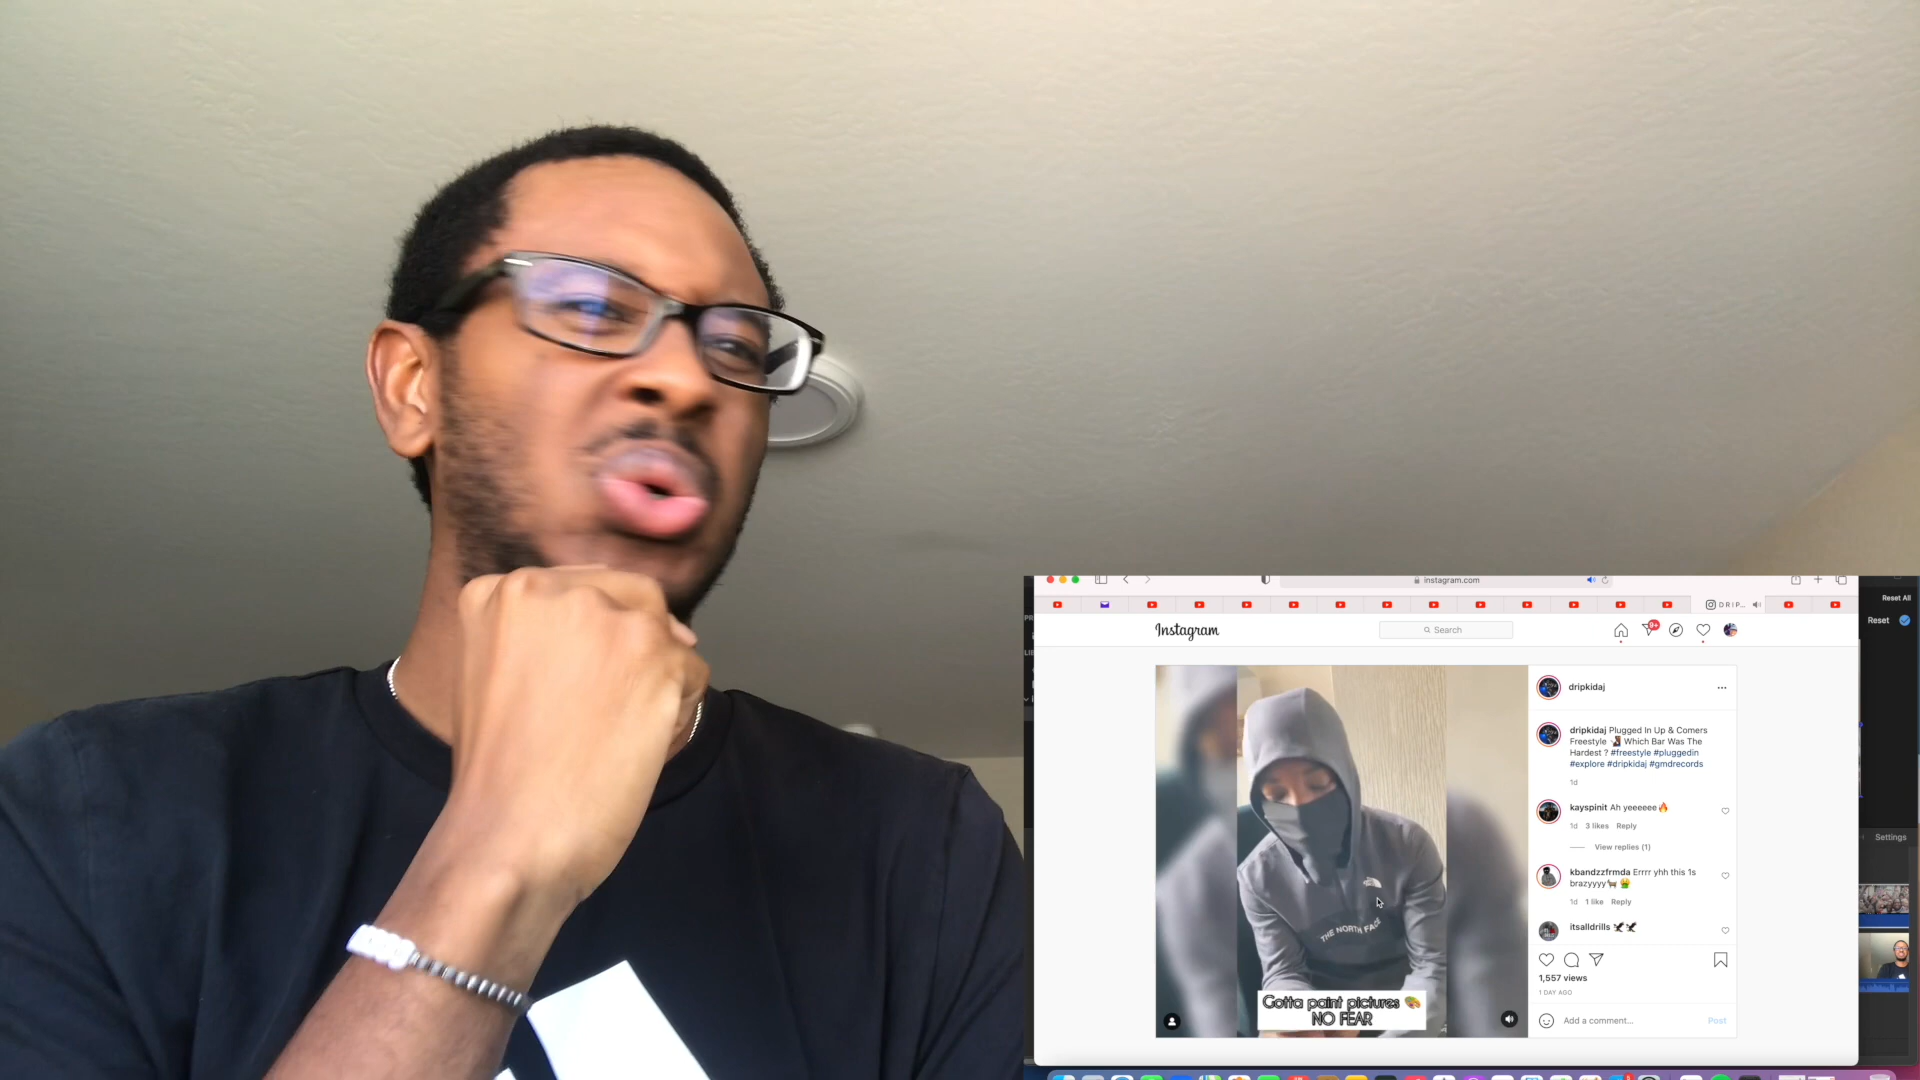 instagram.com
DRIP...
Reset All
Reset
Instagram
Search
9+
dripkidaj
dripkidaj Plugged In Up & Comers
Freestyle Which Bar Was The
Hardest ? #freestyle #pluggedin
#explore #dripkidaj #gmdrecords
1d
kayspinit Ah yeeeeee🔥
1d 3 likes Reply
View replies (1)
Settings
kbandzzfrmda Errrr yhh this 1s
brazyyyy
1d 1 like Reply
itsalldrills
THE NORTH FACE
1,557 views
1 DAY AGO
Gotta paint pictures
NO FEAR
Add a comment...
Post